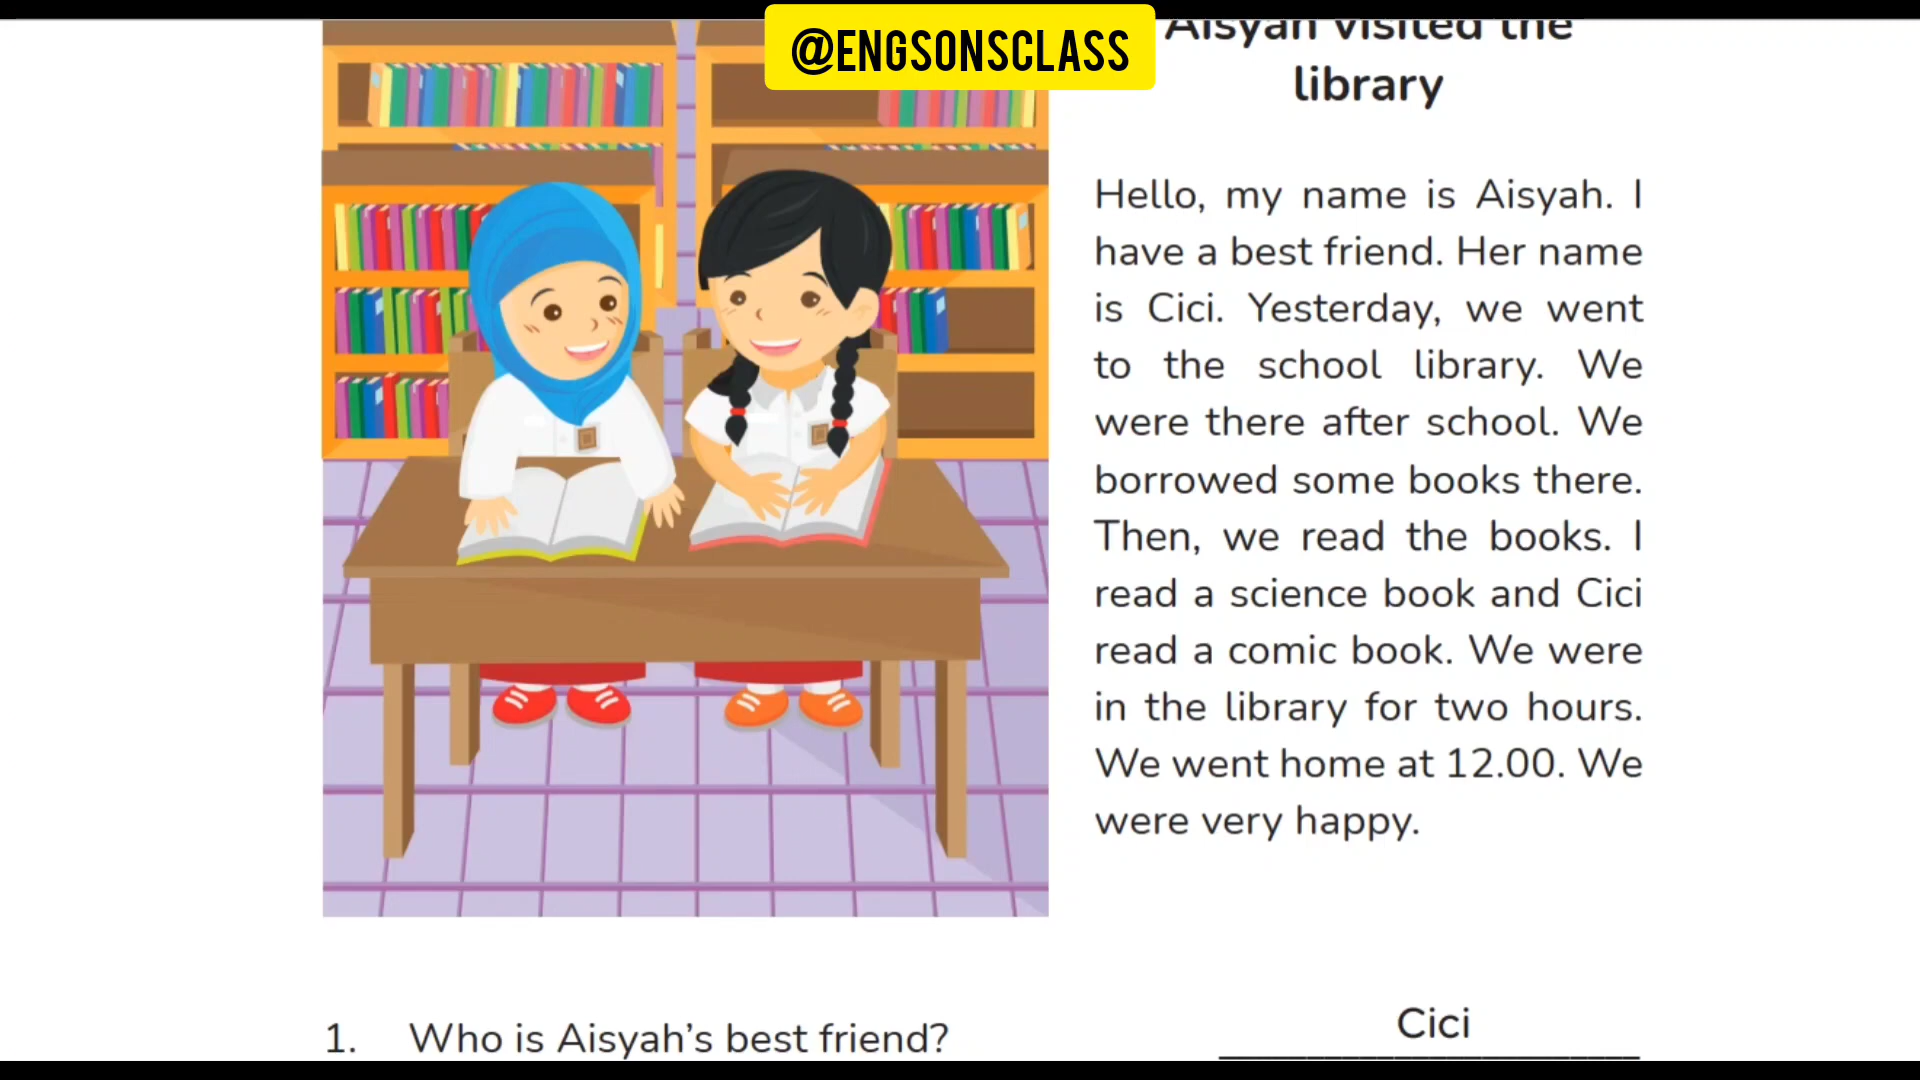 @ENGSONSCLASS
Aisyah visited the
library
Hello, my name is Aisyah. I
have a best friend. Her name
is Cici. Yesterday, we went
to the school library. We
were there after school. We
borrowed some books there.
Then, we read the books. I
read a science book and Cici
read a comic book. We were
in the library for two hours.
We went home at 12.00. We
were very happy.
1. Who is Aisyah’s best friend? Cici